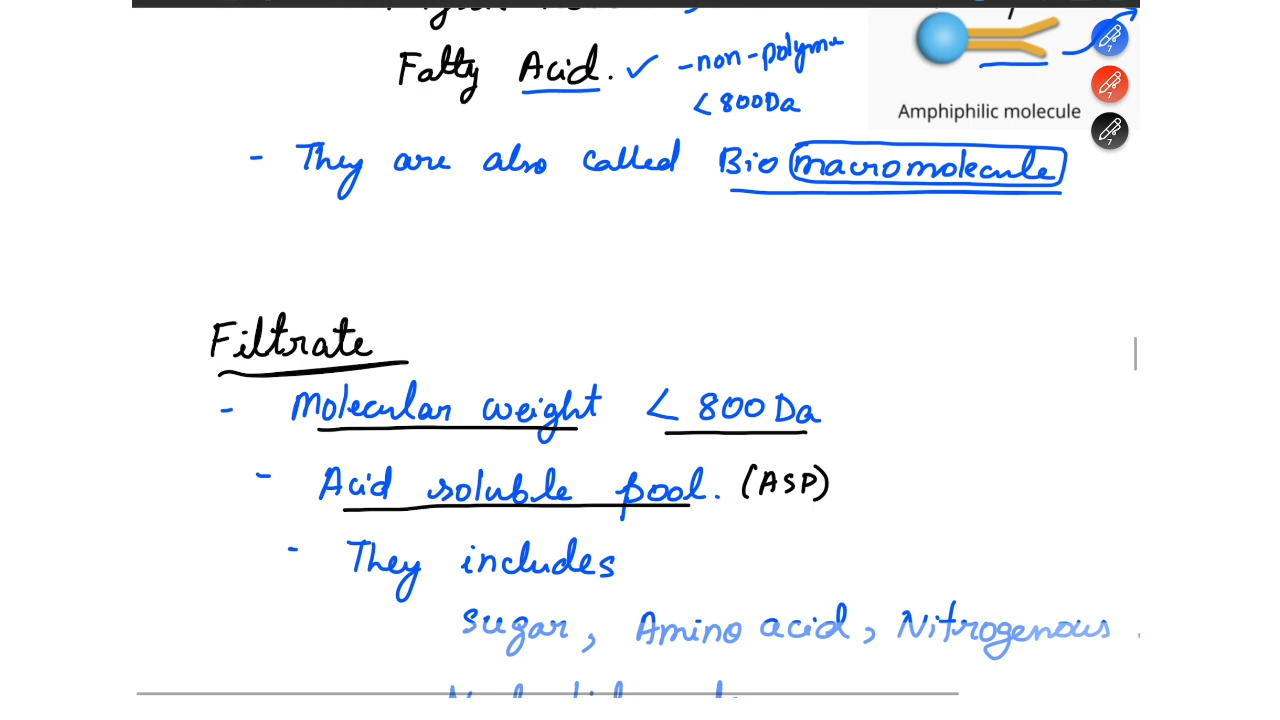 Fatty Acid. ✓ -non-polyme
< 800Da
Amphiphilic molecule
- They are also called Bio macromolecule
Filtrate
- Molecular weight < 800 Da
- Acid soluble pool. (ASP)
- They includes
Sugar, Amino acid, Nitrogenous